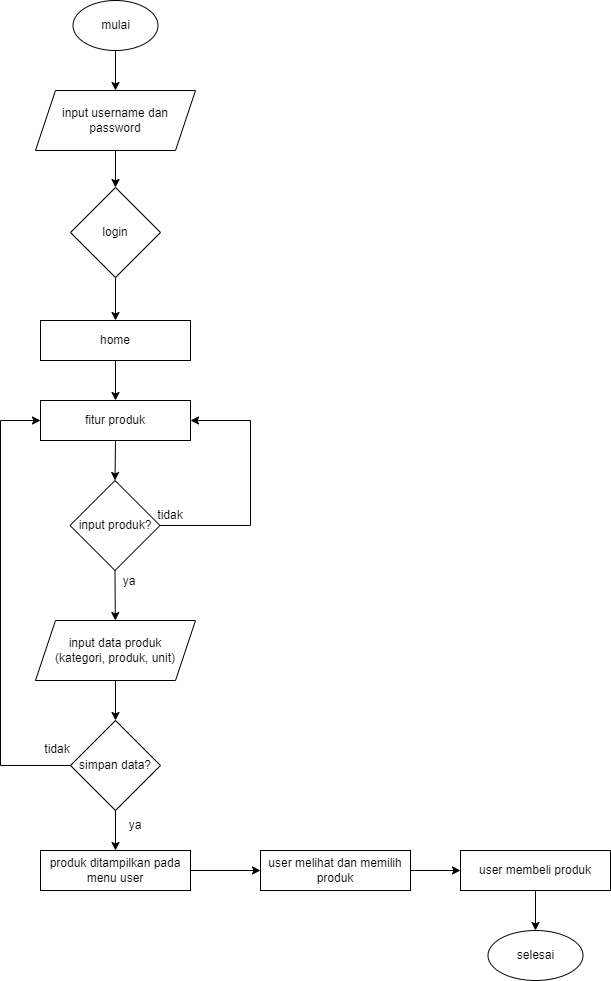 mulai
input username dan
password
login
home
fitur produk
input produk?
tidak
ya
input data produk
(kategori, produk, unit)
tidak
simpan data?
ya
produk ditampilkan pada
menu user
user melihat dan memilih
produk
user membeli produk
selesai